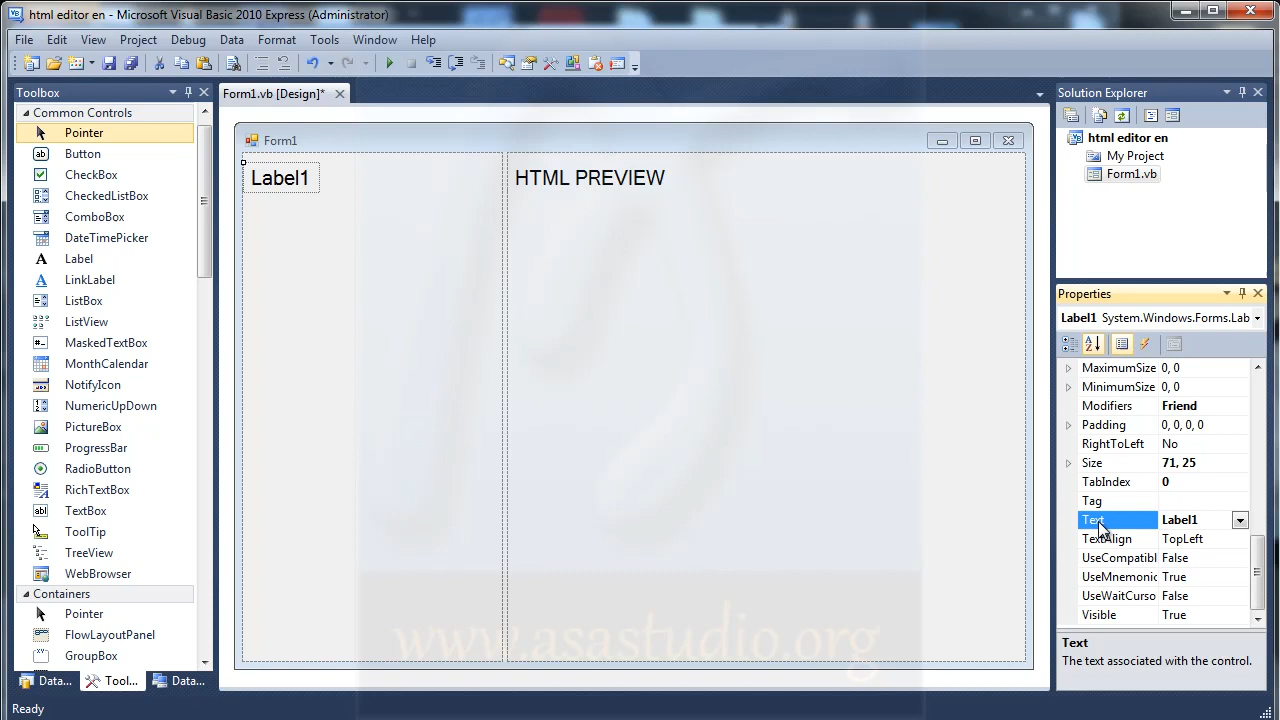 html editor en - Microsoft Visual Basic 2010 Express (Administrator)
File Edit View Project Debug Data Format Tools Window Help
Toolbox
Common Controls
Pointer
Button
CheckBox
CheckedListBox
ComboBox
DateTimePicker
Label
LinkLabel
ListBox
ListView
MaskedTextBox
MonthCalendar
NotifyIcon
NumericUpDown
PictureBox
ProgressBar
RadioButton
RichTextBox
TextBox
ToolTip
TreeView
WebBrowser
Containers
Pointer
FlowLayoutPanel
GroupBox
Data... Tool... Data...
Form1.vb [Design]*
Form1
Label1
HTML PREVIEW
www.asastudio.org
Solution Explorer
html editor en
My Project
Form1.vb
Properties
Label1 System.Windows.Forms.Lab
MaximumSize 0, 0
MinimumSize 0, 0
Modifiers Friend
Padding 0, 0, 0, 0
RightToLeft No
Size 71, 25
TabIndex 0
Tag
Text Label1
TextAlign TopLeft
UseCompatibl False
UseMnemonic True
UseWaitCurso False
Visible True
Text
The text associated with the control.
Ready